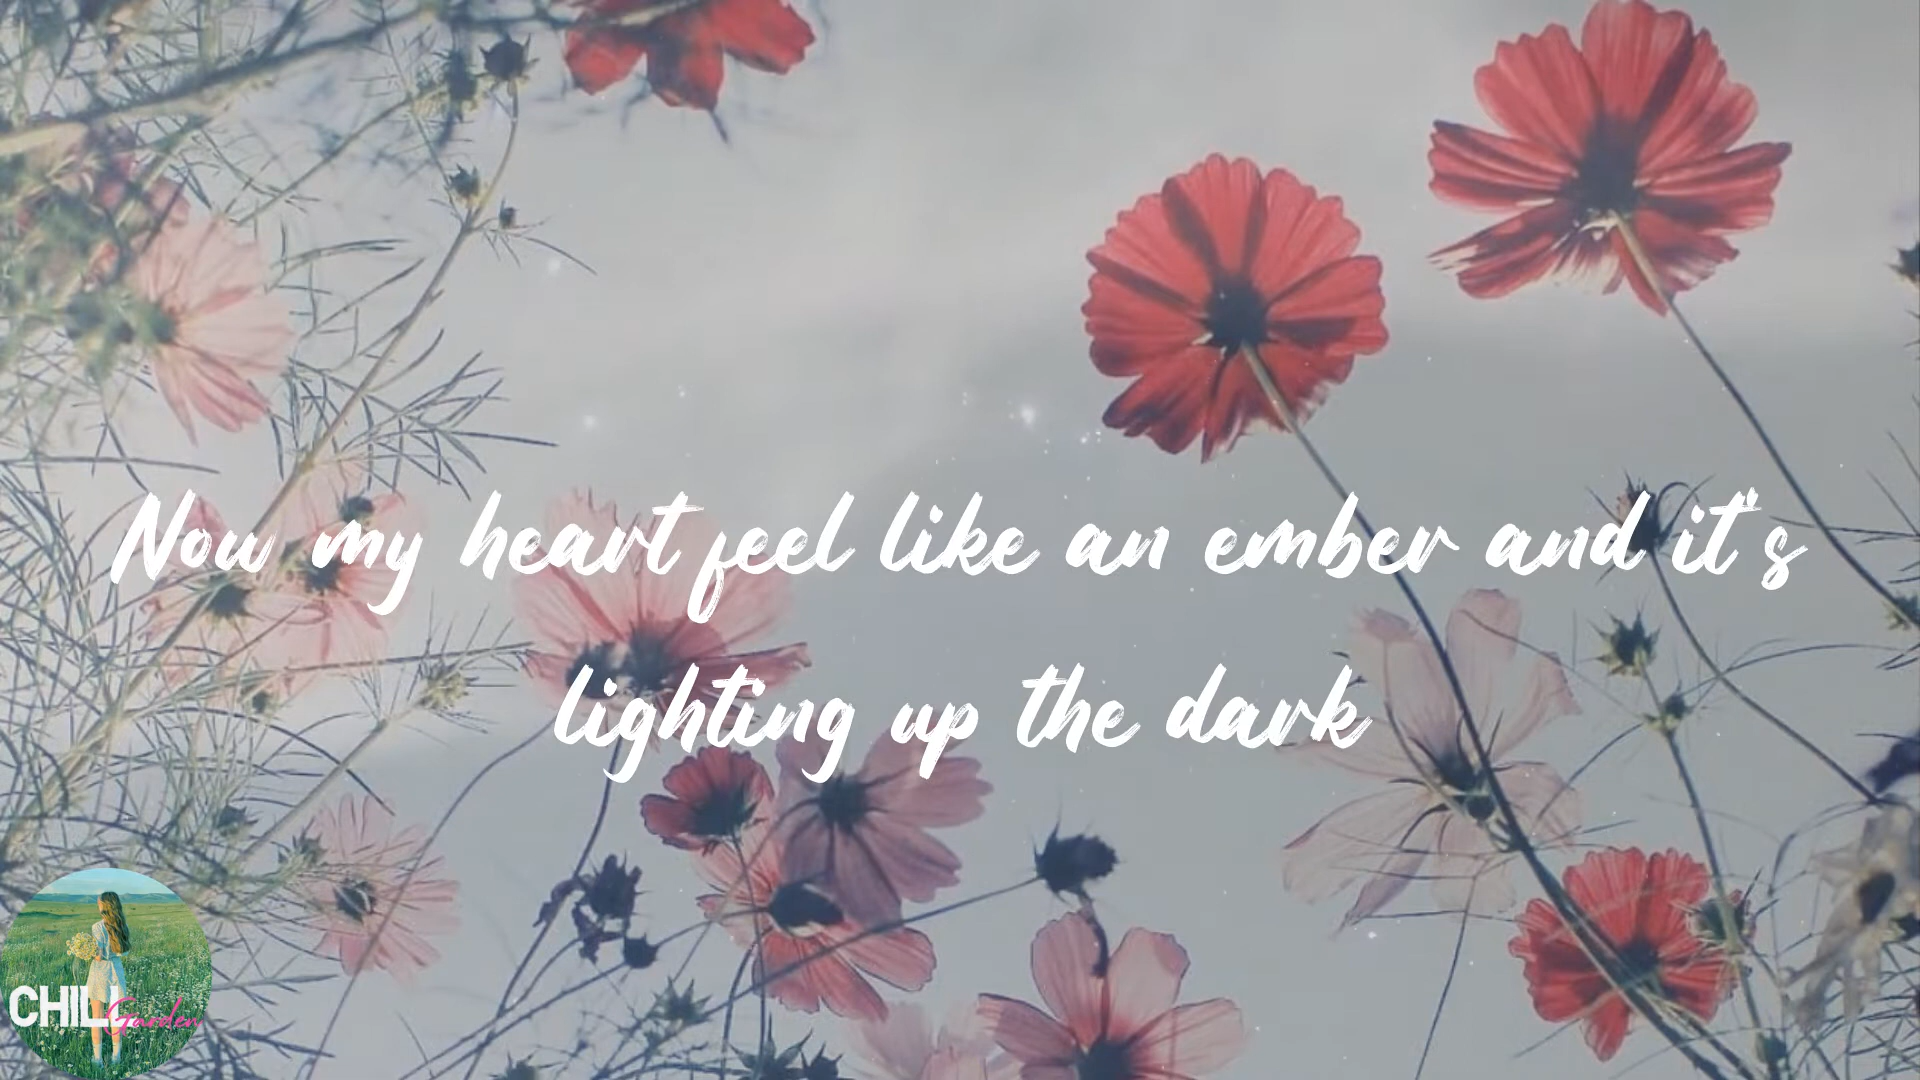 Now my heart feel like an ember and it's
lighting up the dark
CHILL
Garden